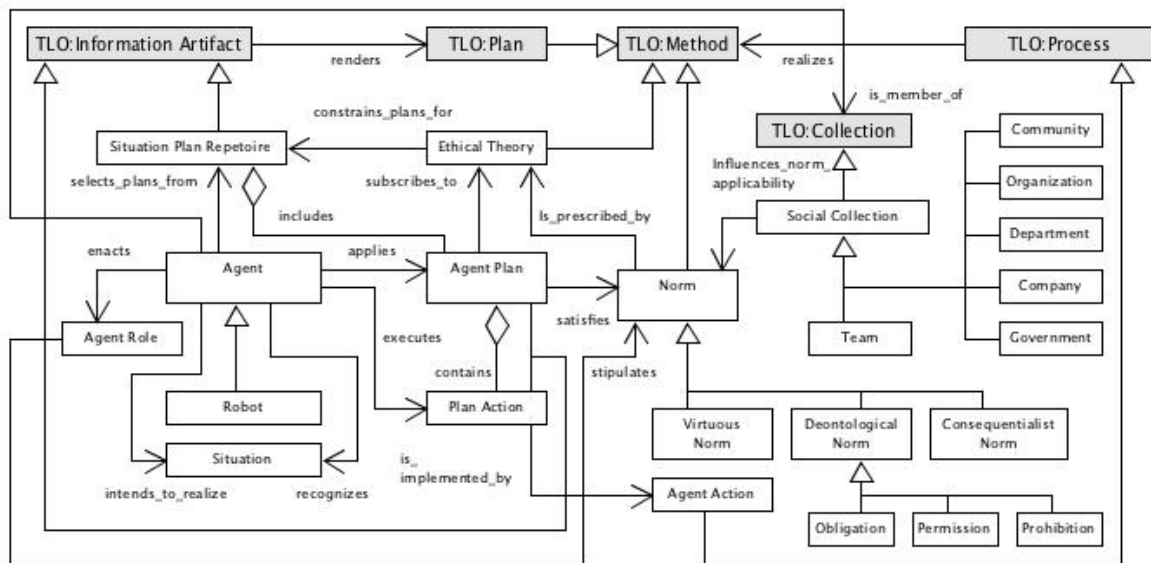 TLO:Information Artifact
TLO:Plan
TLO:Method
TLO:Process
renders
realizes
is_member_of
constrains_plans_for
TLO:Collection
Community
Situation Plan Repetoire
Ethical Theory
Influences_norm_
applicability
Organization
selects_plans_from
subscribes_to
includes
Is_prescribed_by
Social Collection
Department
enacts
applies
Agent
Agent Plan
Norm
Company
satisfies
Agent Role
executes
Team
Government
contains
stipulates
Robot
Plan Action
Virtuous
Norm
Deontological
Norm
Consequentialist
Norm
Situation
is_
implemented_by
intends_to_realize
recognizes
Agent Action
Obligation
Permission
Prohibition